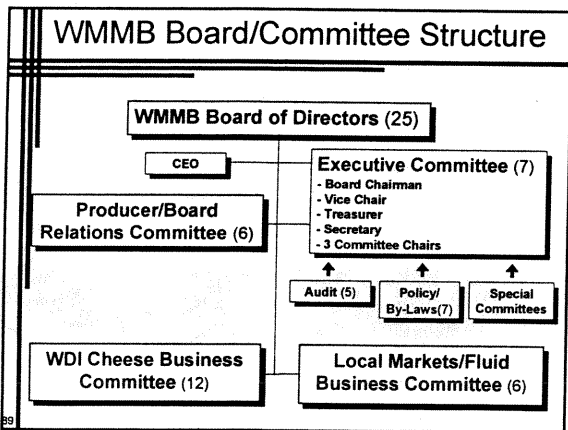 WMMB Board/Committee Structure
WMMB Board of Directors (25)
CEO
Executive Committee (7)
- Board Chairman
- Vice Chair
- Treasurer
- Secretary
- 3 Committee Chairs
Producer/Board
Relations Committee (6)
Audit (5)
Policy/
By-Laws(7)
Special
Committees
WDI Cheese Business
Committee (12)
Local Markets/Fluid
Business Committee (6)
89